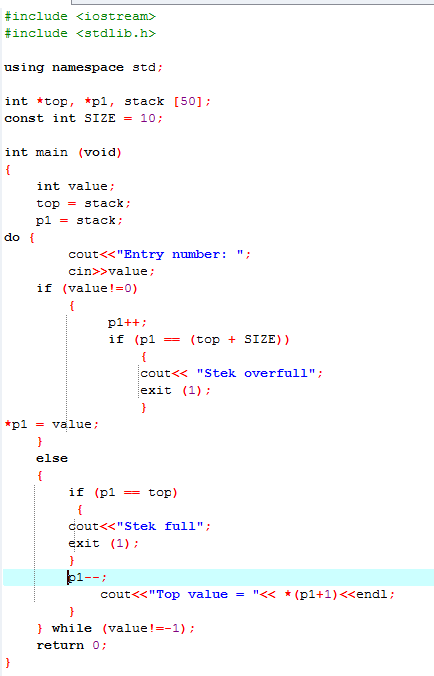 #include <iostream>
#include <stdlib.h>
using namespace std;
int *top, *p1, stack [50];
const int SIZE = 10;
int main (void)
{
int value;
top = stack;
p1 = stack;
do {
cout<<"Entry number: ";
cin>>value;
if (value!=0)
{
p1++;
if (p1 == (top + SIZE))
{
cout<< "Stek overfull";
exit (1);
}
*p1 = value;
}
else
{
if (p1 == top)
{
cout<<"Stek full";
exit (1);
}
p1--;
cout<<"Top value = "<< *(p1+1)<<endl;
}
} while (value!=-1);
return 0;
}